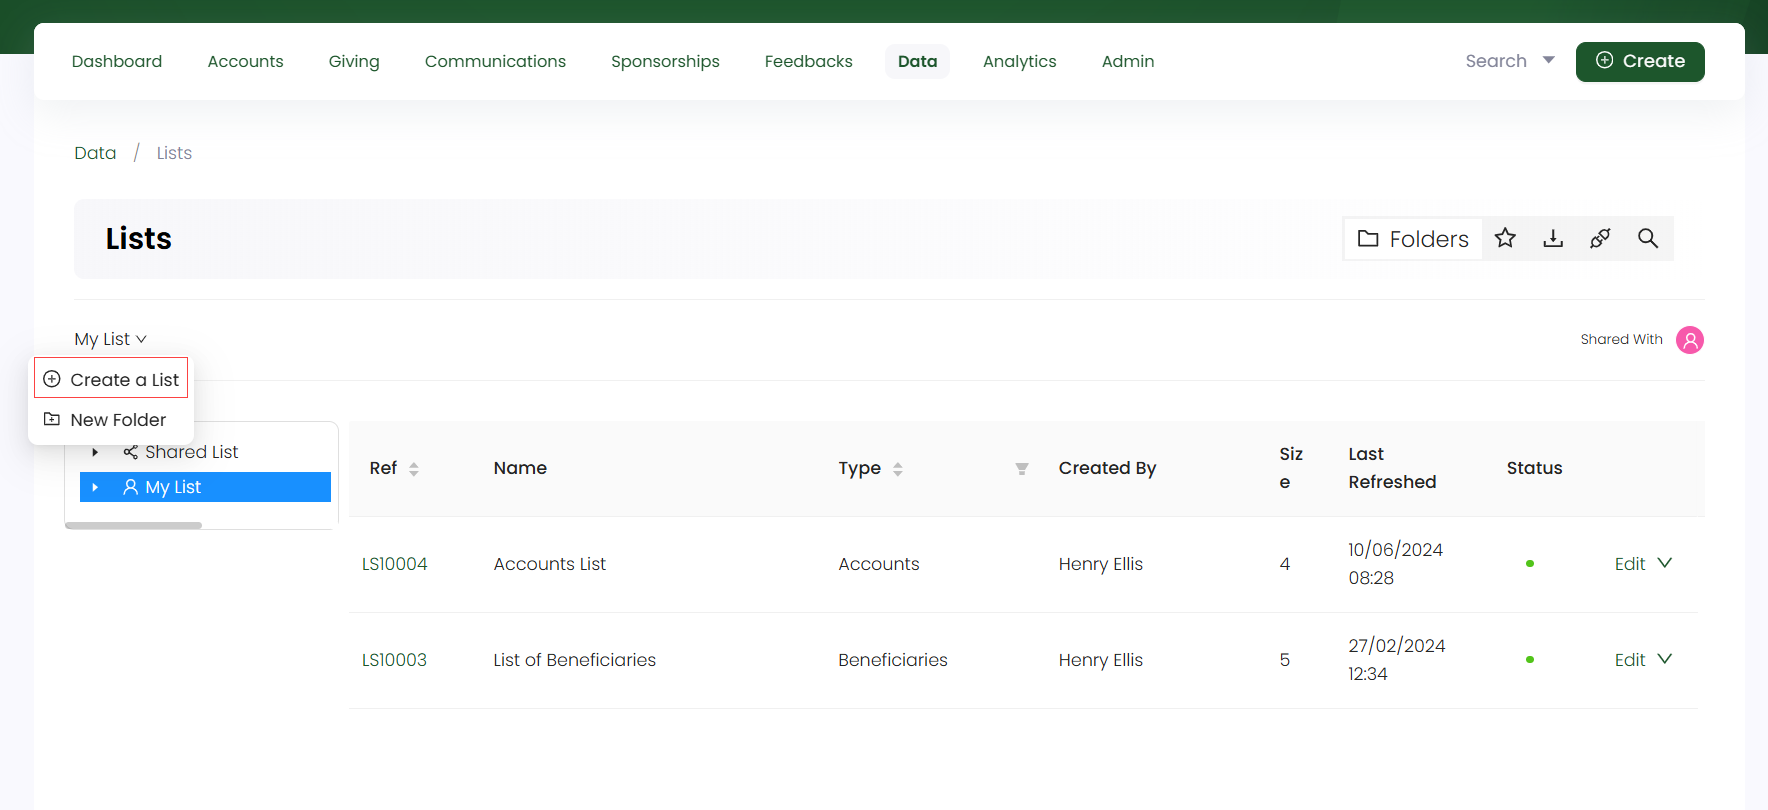 Dashboard Accounts Giving Communications Sponsorships Feedbacks Data Analytics Admin Search Create
Data / Lists
Lists
Folders
My List
Shared With
Create a List
New Folder
Shared List
My List
Ref Name Type Created By Siz
e Last
Refreshed Status
LS10004 Accounts List Accounts Henry Ellis 4 10/06/2024
08:28 Edit
LS10003 List of Beneficiaries Beneficiaries Henry Ellis 5 27/02/2024
12:34 Edit